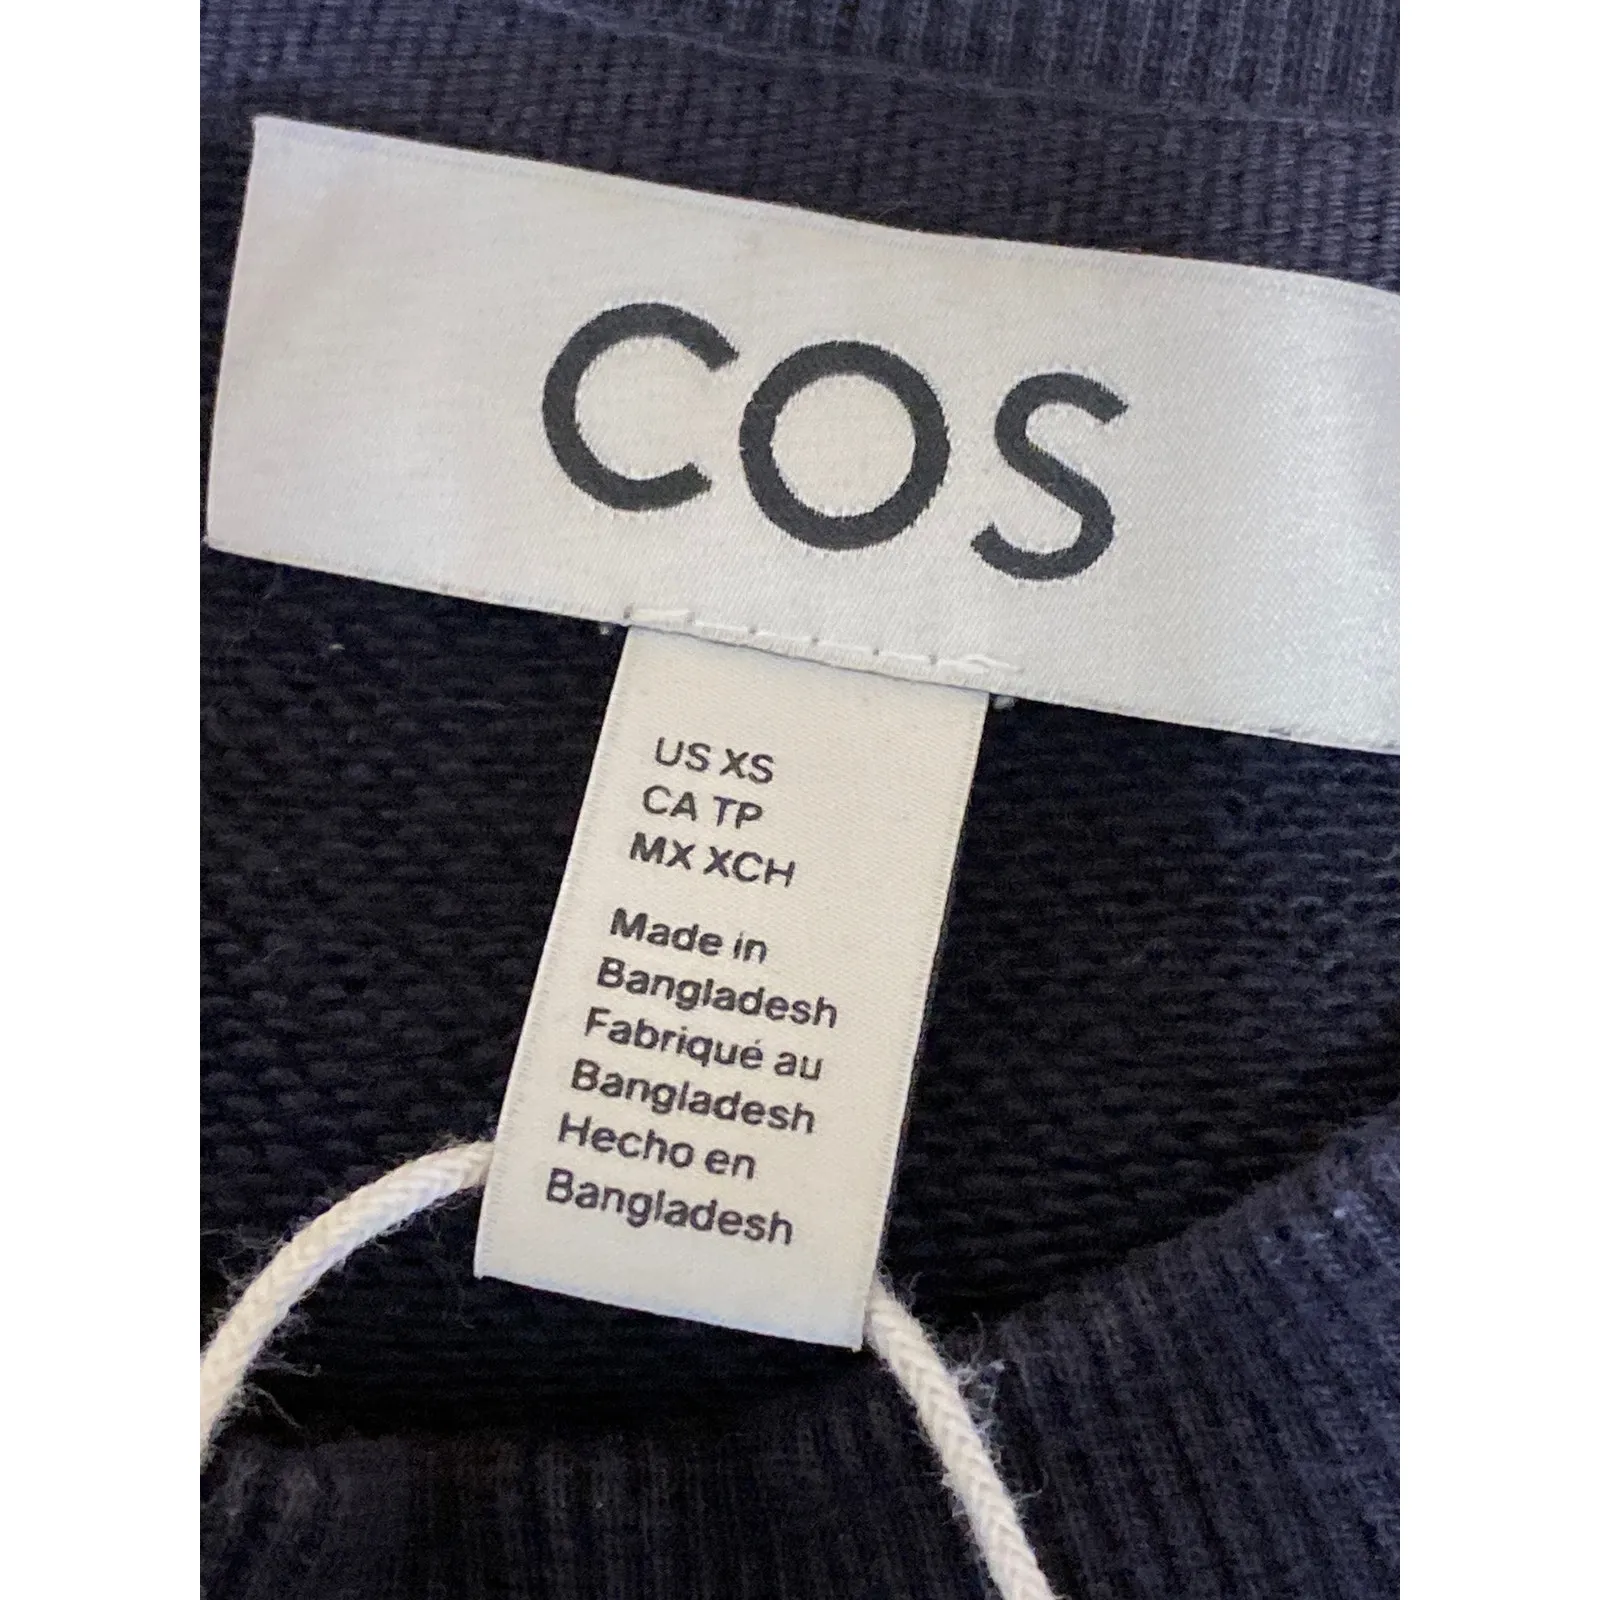 COS
US XS
CA TP
MX XCH
Made in
Bangladesh
Fabriqué au
Bangladesh
Hecho en
Bangladesh